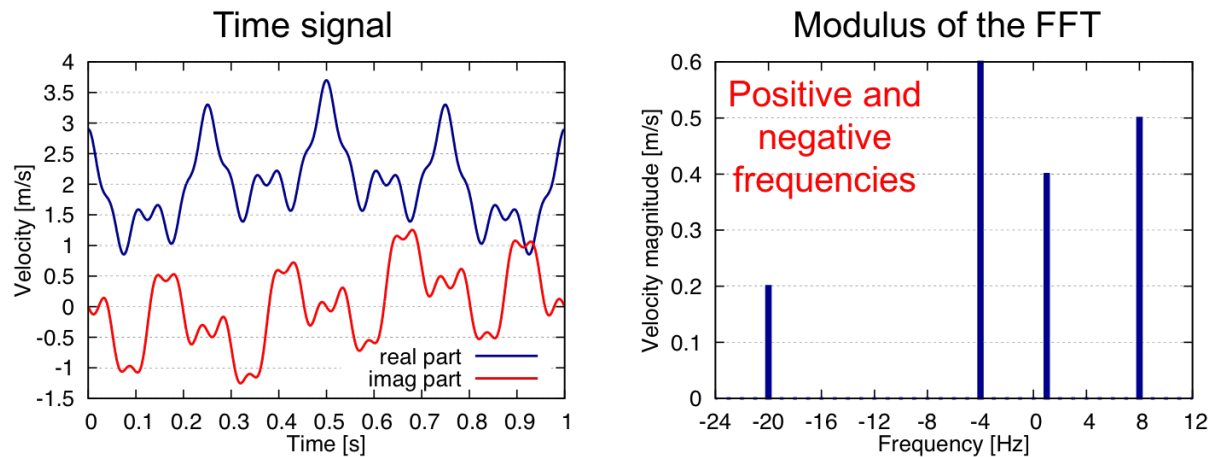 Time signal
Velocity [m/s]
4
3.5
3
2.5
2
1.5
1
0.5
0
-0.5
-1
-1.5
real part
imag part
0 0.1 0.2 0.3 0.4 0.5 0.6 0.7 0.8 0.9 1
Time [s]
Modulus of the FFT
Velocity magnitude [m/s]
0.6
0.5
0.4
0.3
0.2
0.1
0
Positive and
negative
frequencies
-24 -20 -16 -12 -8 -4 0 4 8 12
Frequency [Hz]